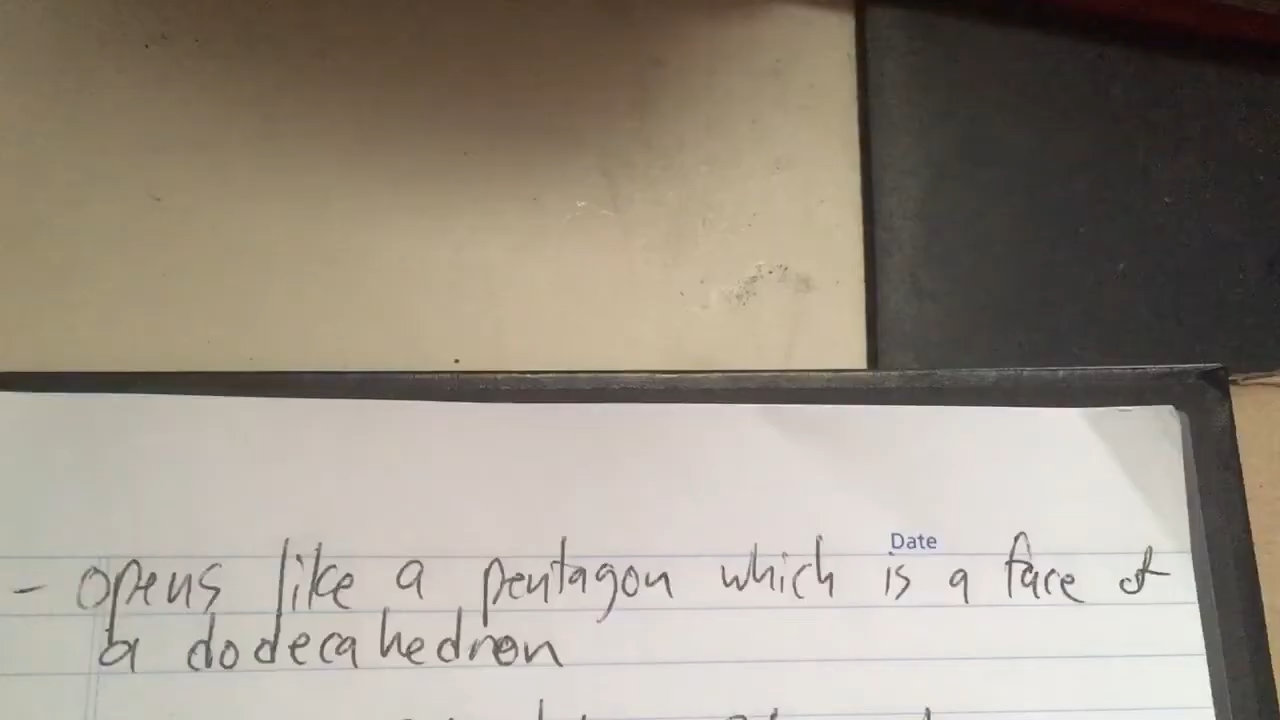 Date
- opens like a pentagon which is a face of
a dodecahedron